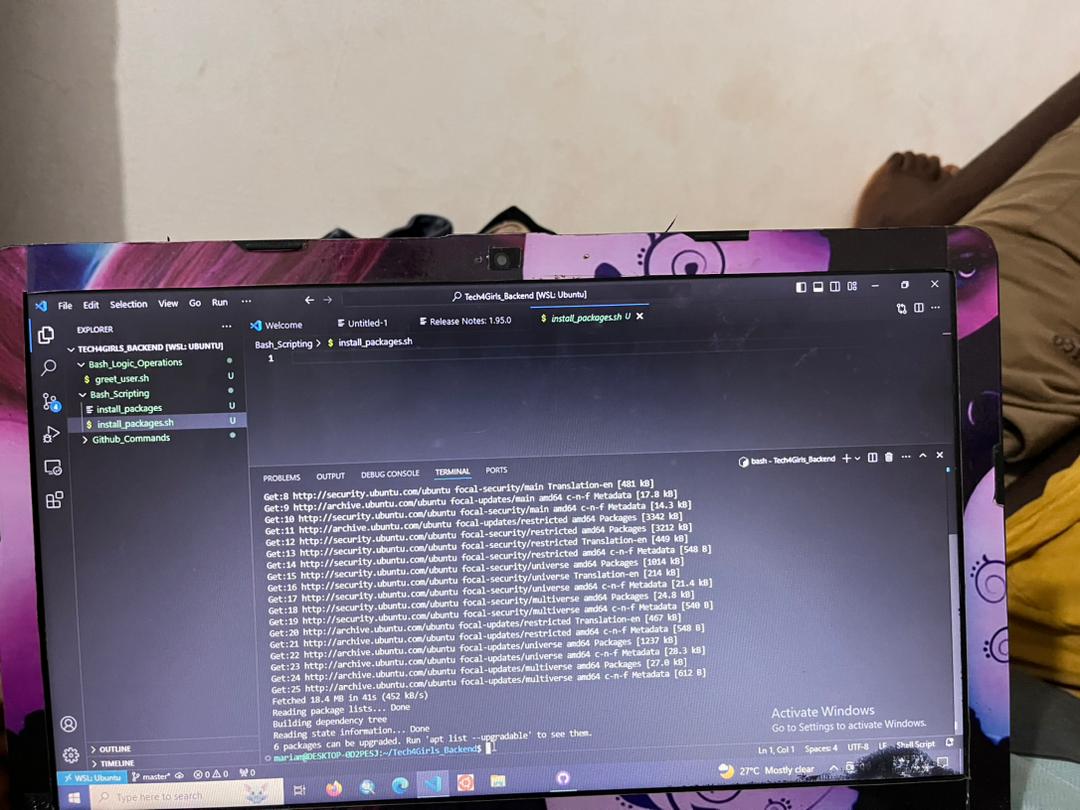 File Edit Selection View Go Run ...
Tech4Girls_Backend [WSL: Ubuntu]
EXPLORER
TECH4GIRLS_BACKEND [WSL: UBUNTU]
Bash_Logic_Operations
greet_user.sh U
Bash_Scripting
install_packages U
install_packages.sh U
Github_Commands
OUTLINE
TIMELINE
Welcome Untitled-1 Release Notes: 1.95.0 install_packages.sh U
Bash_Scripting > install_packages.sh
1
PROBLEMS OUTPUT DEBUG CONSOLE TERMINAL PORTS
bash - Tech4Girls_Backend
Get:8 http://security.ubuntu.com/ubuntu focal-security/main Translation-en [481 kB]
Get:9 http://archive.ubuntu.com/ubuntu focal-updates/main amd64 c-n-f Metadata [17.8 kB]
Get:10 http://security.ubuntu.com/ubuntu focal-security/main amd64 c-n-f Metadata [14.3 kB]
Get:11 http://archive.ubuntu.com/ubuntu focal-updates/restricted amd64 Packages [3342 kB]
Get:12 http://security.ubuntu.com/ubuntu focal-security/restricted amd64 Packages [3212 kB]
Get:13 http://security.ubuntu.com/ubuntu focal-security/restricted Translation-en [449 kB]
Get:14 http://security.ubuntu.com/ubuntu focal-security/restricted amd64 c-n-f Metadata [548 B]
Get:15 http://security.ubuntu.com/ubuntu focal-security/universe amd64 Packages [1014 kB]
Get:16 http://security.ubuntu.com/ubuntu focal-security/universe Translation-en [214 kB]
Get:17 http://security.ubuntu.com/ubuntu focal-security/universe amd64 c-n-f Metadata [21.4 kB]
Get:18 http://security.ubuntu.com/ubuntu focal-security/multiverse amd64 Packages [24.8 kB]
Get:19 http://security.ubuntu.com/ubuntu focal-security/multiverse amd64 c-n-f Metadata [540 B]
Get:20 http://archive.ubuntu.com/ubuntu focal-updates/restricted Translation-en [467 kB]
Get:21 http://archive.ubuntu.com/ubuntu focal-updates/restricted amd64 c-n-f Metadata [548 B]
Get:22 http://archive.ubuntu.com/ubuntu focal-updates/universe amd64 Packages [1237 kB]
Get:23 http://archive.ubuntu.com/ubuntu focal-updates/universe amd64 c-n-f Metadata [28.3 kB]
Get:24 http://archive.ubuntu.com/ubuntu focal-updates/multiverse amd64 Packages [27.0 kB]
Get:25 http://archive.ubuntu.com/ubuntu focal-updates/multiverse amd64 c-n-f Metadata [612 B]
Fetched 18.4 MB in 41s (452 kB/s)
Reading package lists... Done
Building dependency tree
Reading state information... Done
6 packages can be upgraded. Run 'apt list --upgradable' to see them.
mariam@DESKTOP-0D2PESJ:~/Tech4Girls_Backend$
Activate Windows
Go to Settings to activate Windows.
WSL: Ubuntu master* 0 0 0
Ln 1, Col 1 Spaces: 4 UTF-8 LF Shell Script
Type here to search
27°C Mostly clear